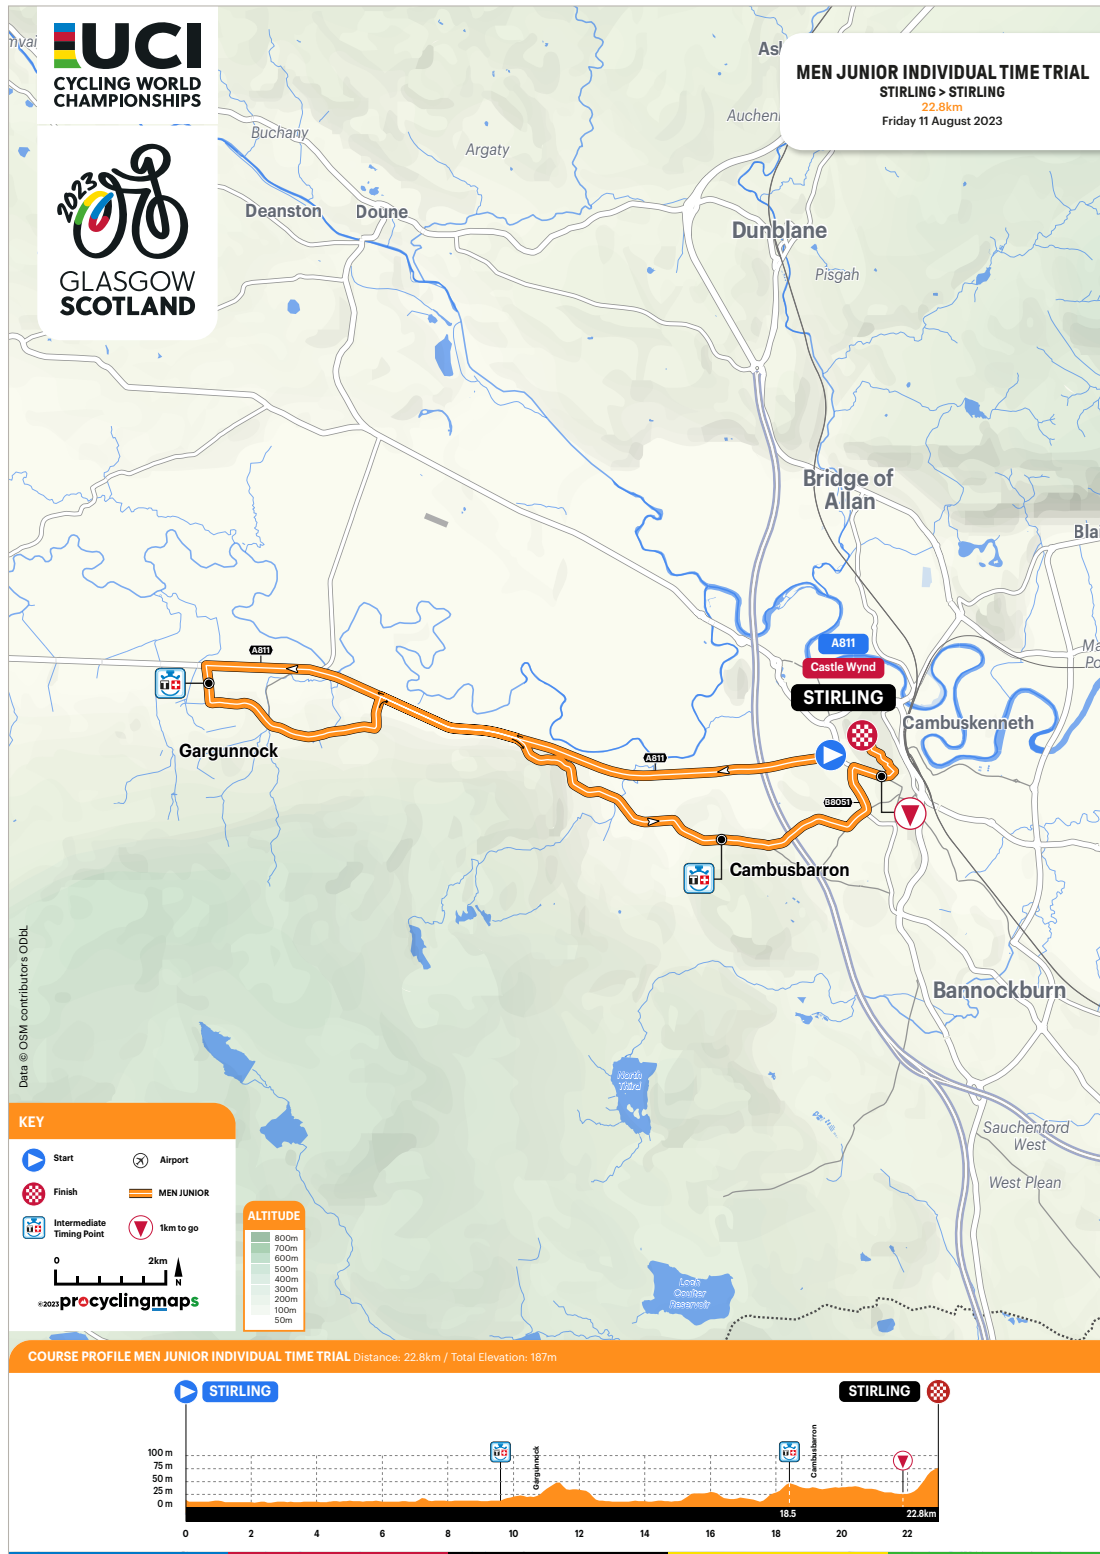 UCI
CYCLING WORLD
CHAMPIONSHIPS
2023
GLASGOW
SCOTLAND
MEN JUNIOR INDIVIDUAL TIME TRIAL
STIRLING > STIRLING
22.8km
Friday 11 August 2023
Buchany
Argaty
Deanston
Doune
Dunblane
Pisgah
Bridge of
Allan
A811
Castle Wynd
STIRLING
Cambuskenneth
A811
Gargunnock
A811
B8051
Cambusbarron
Bannockburn
North
Third
Sauchenford
West
West Plean
Loch
Coulter
Reservoir
Data © OSM contributors ODbL
KEY
Start
Airport
Finish
MEN JUNIOR
Intermediate
Timing Point
1km to go
0 2km
N
©2023 procyclingmaps
ALTITUDE
800m
700m
600m
500m
400m
300m
200m
100m
50m
COURSE PROFILE MEN JUNIOR INDIVIDUAL TIME TRIAL Distance: 22.8km / Total Elevation: 187m
STIRLING
STIRLING
100 m
75 m
50 m
25 m
0 m
Gargunnock
Cambusbarron
18.5
22.8km
0 2 4 6 8 10 12 14 16 18 20 22